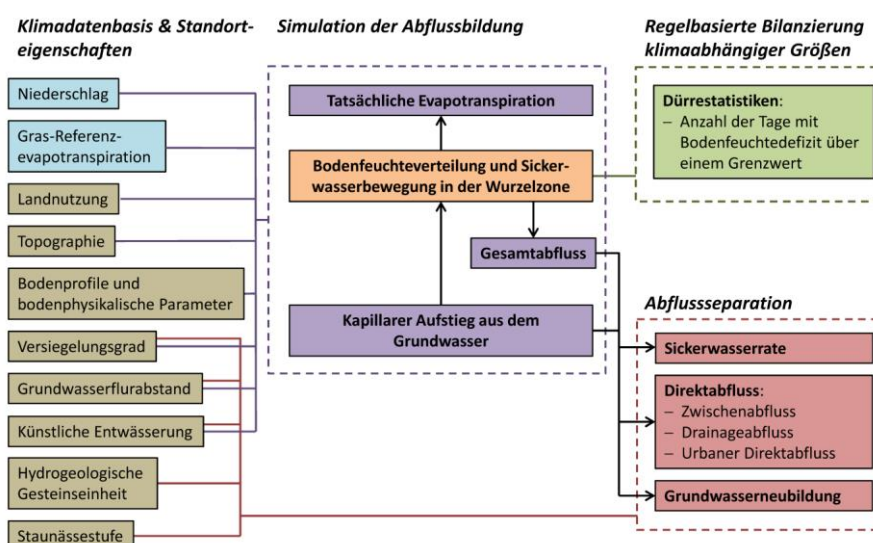 Klimadatenbasis & Standort-
eigenschaften
Niederschlag
Gras-Referenz-
evapotranspiration
Landnutzung
Topographie
Bodenprofile und
bodenphysikalische Parameter
Versiegelungsgrad
Grundwasserflurabstand
Künstliche Entwässerung
Hydrogeologische
Gesteinseinheit
Staunässestufe
Simulation der Abflussbildung
Tatsächliche Evapotranspiration
Bodenfeuchteverteilung und Sicker-
wasserbewegung in der Wurzelzone
Gesamtabfluss
Kapillarer Aufstieg aus dem
Grundwasser
Regelbasierte Bilanzierung
klimaabhängiger Größen
Dürrestatistiken:
– Anzahl der Tage mit
Bodenfeuchtedefizit über
einem Grenzwert
Abflussseparation
Sickerwasserrate
Direktabfluss:
– Zwischenabfluss
– Drainageabfluss
– Urbaner Direktabfluss
Grundwasserneubildung